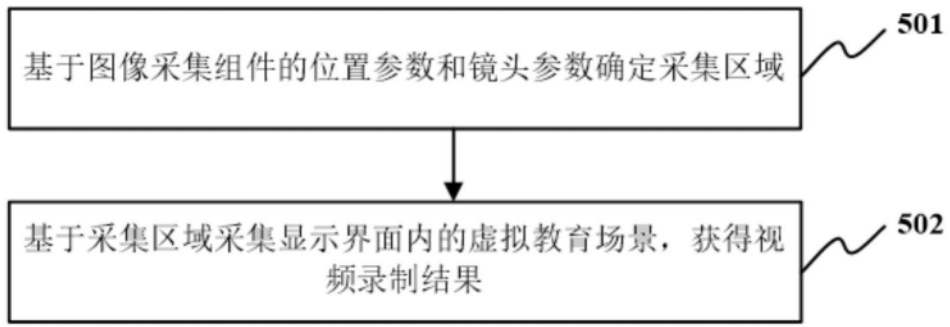 基于图像采集组件的位置参数和镜头参数确定采集区域
501
基于采集区域采集显示界面内的虚拟教育场景，获得视
频录制结果
502